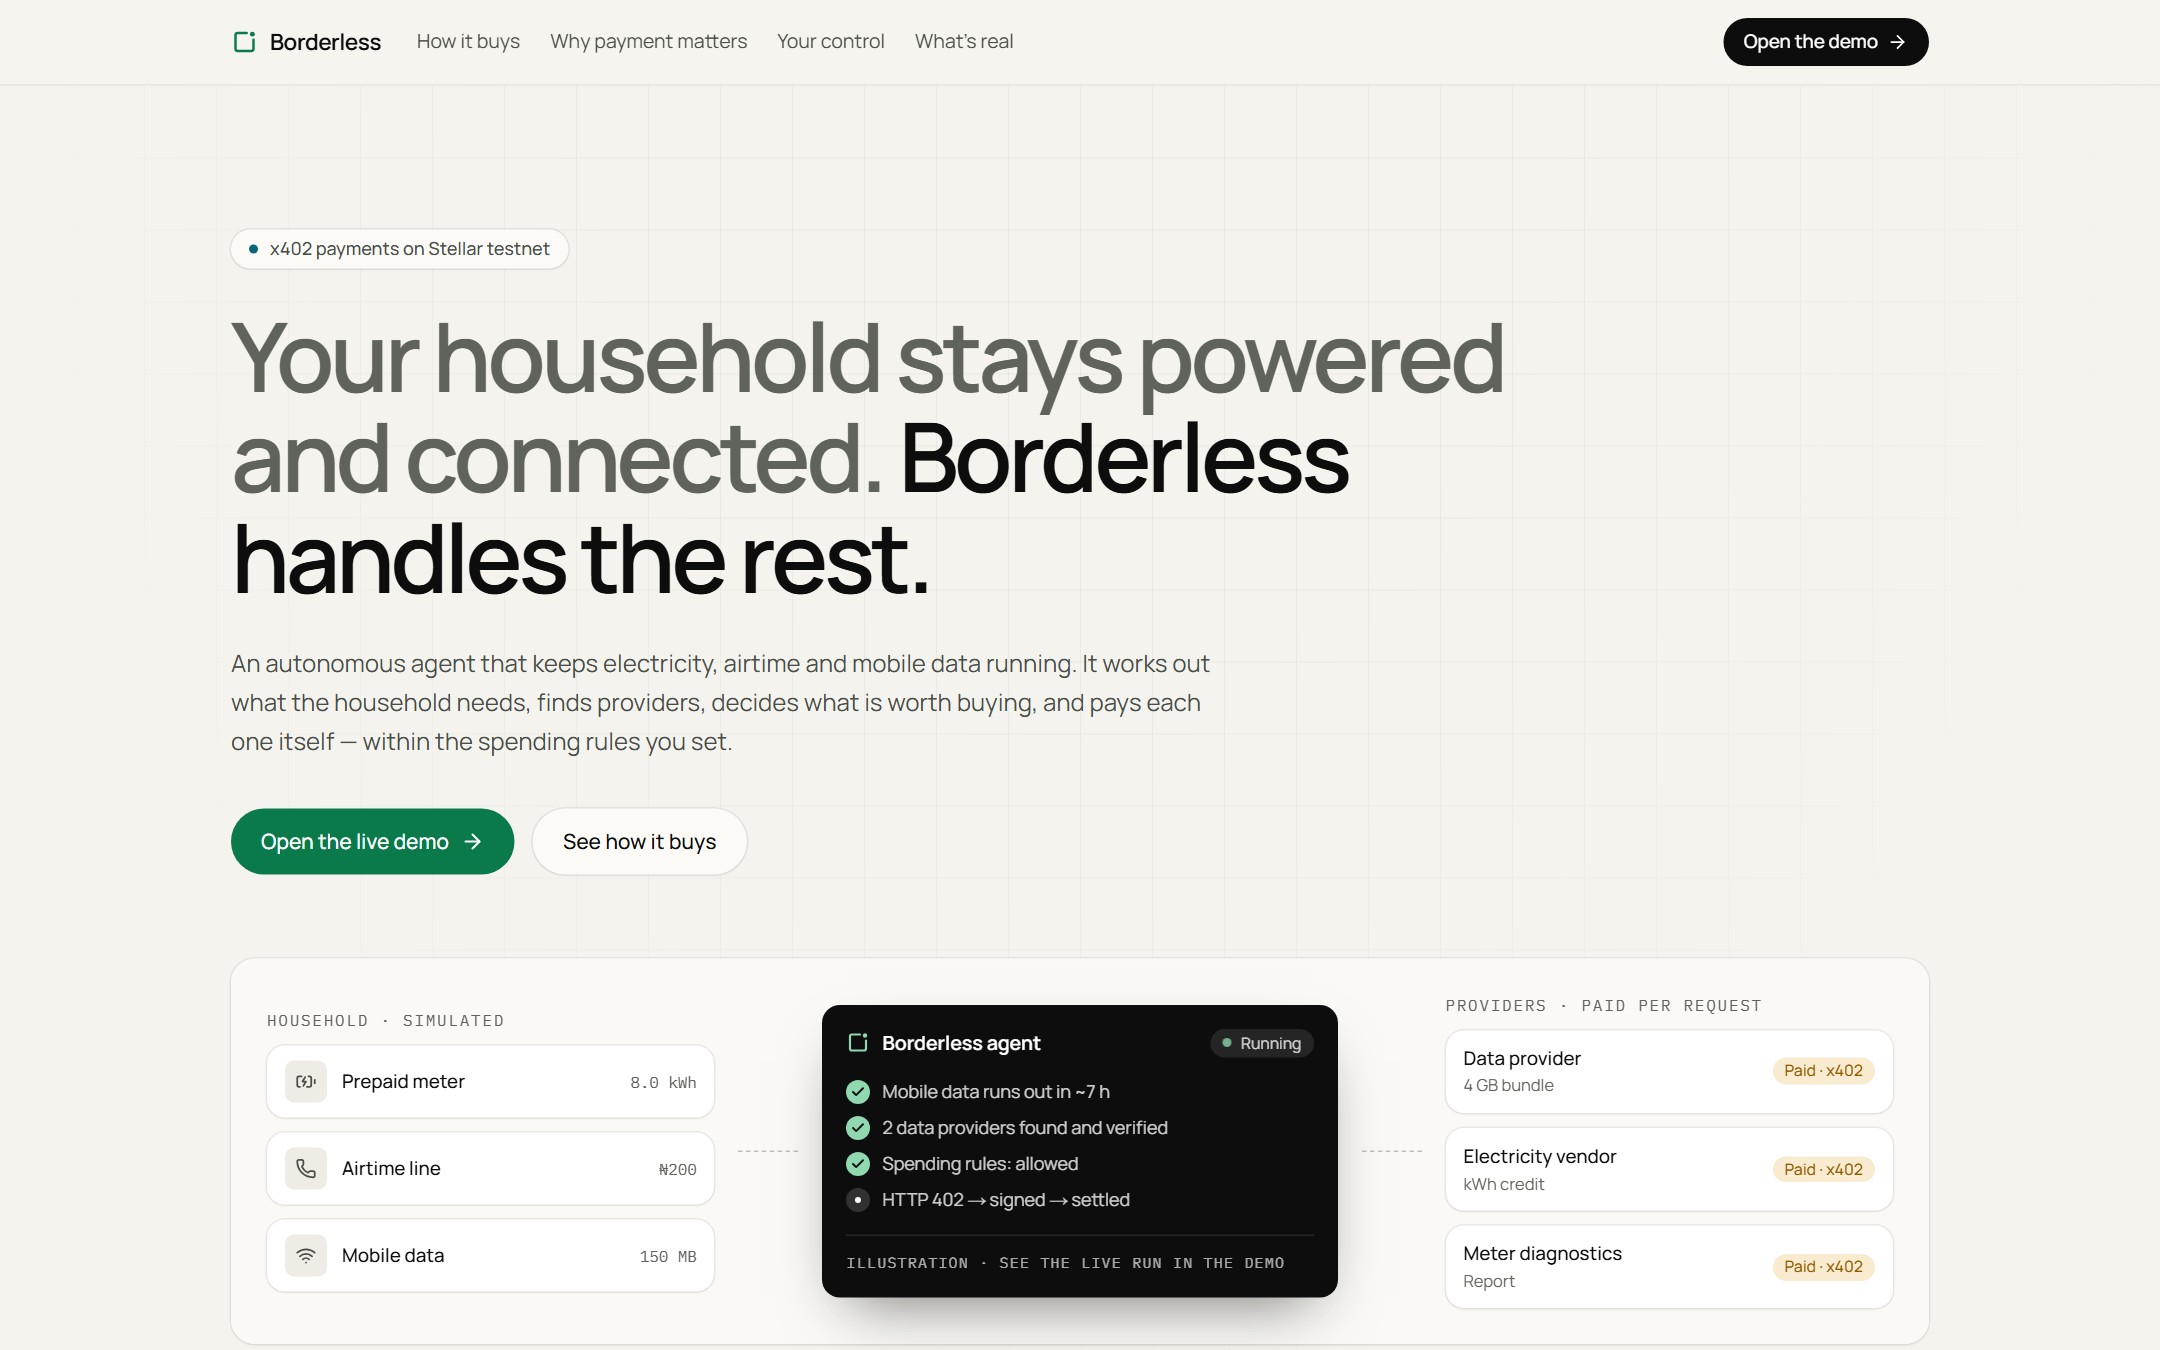 Borderless
How it buys
Why payment matters
Your control
What's real
Open the demo →
x402 payments on Stellar testnet
Your household stays powered
and connected. Borderless
handles the rest.
An autonomous agent that keeps electricity, airtime and mobile data running. It works out
what the household needs, finds providers, decides what is worth buying, and pays each
one itself — within the spending rules you set.
Open the live demo →
See how it buys
HOUSEHOLD · SIMULATED
Prepaid meter 8.0 kWh
Airtime line ₦200
Mobile data 150 MB
Borderless agent Running
Mobile data runs out in ~7 h
2 data providers found and verified
Spending rules: allowed
HTTP 402 → signed → settled
ILLUSTRATION · SEE THE LIVE RUN IN THE DEMO
PROVIDERS · PAID PER REQUEST
Data provider
4 GB bundle
Paid · x402
Electricity vendor
kWh credit
Paid · x402
Meter diagnostics
Report
Paid · x402